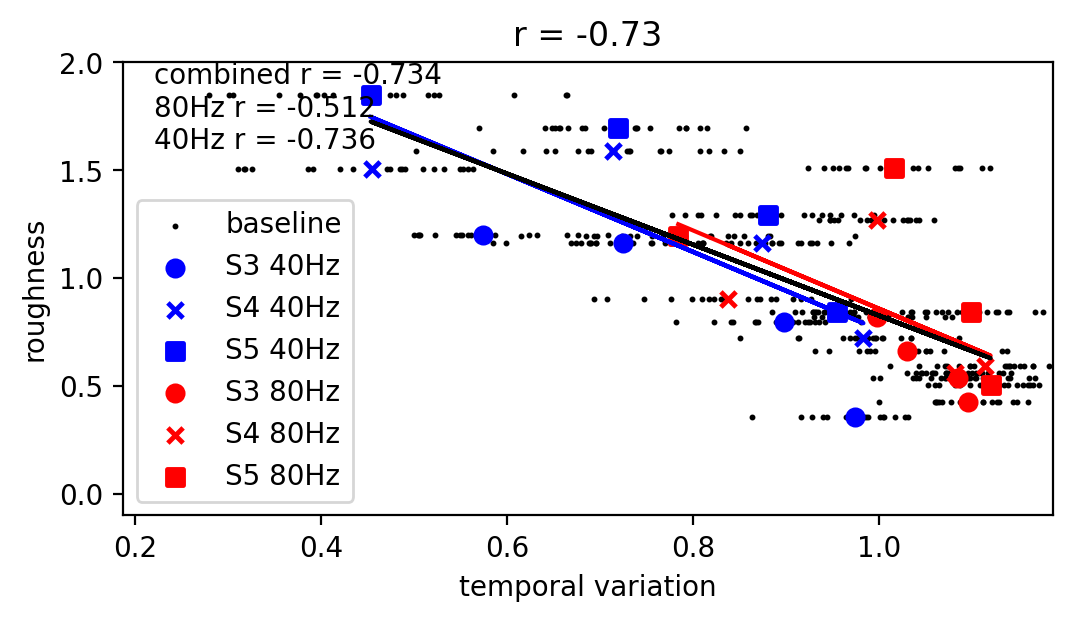 r = -0.73
combined r = -0.734
80Hz r = -0.512
40Hz r = -0.736
baseline
S3 40Hz
S4 40Hz
S5 40Hz
S3 80Hz
S4 80Hz
S5 80Hz
2.0
1.5
1.0
0.5
0.0
roughness
0.2 0.4 0.6 0.8 1.0
temporal variation